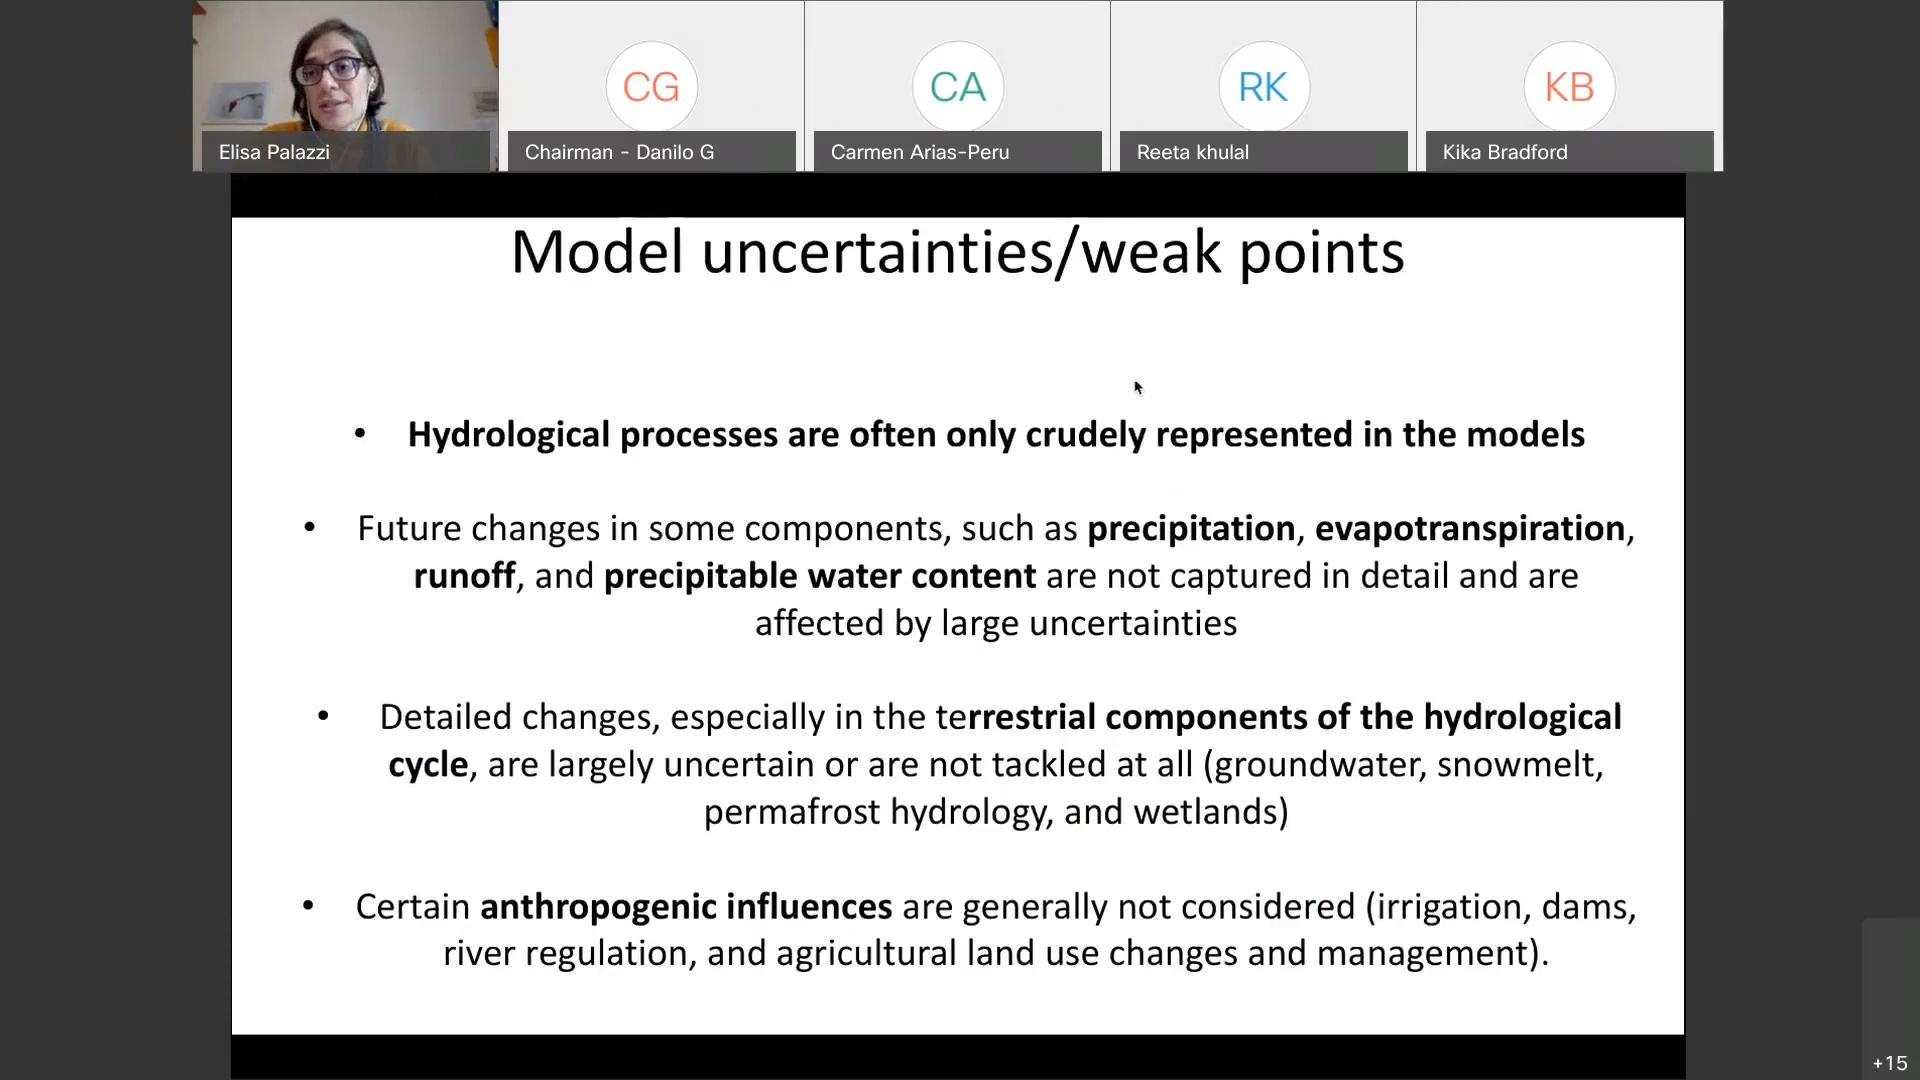 CG
CA
RK
KB
Elisa Palazzi
Chairman - Danilo G
Carmen Arias-Peru
Reeta khulal
Kika Bradford
Model uncertainties/weak points
• Hydrological processes are often only crudely represented in the models
• Future changes in some components, such as precipitation, evapotranspiration,
runoff, and precipitable water content are not captured in detail and are
affected by large uncertainties
• Detailed changes, especially in the terrestrial components of the hydrological
cycle, are largely uncertain or are not tackled at all (groundwater, snowmelt,
permafrost hydrology, and wetlands)
• Certain anthropogenic influences are generally not considered (irrigation, dams,
river regulation, and agricultural land use changes and management).
+15